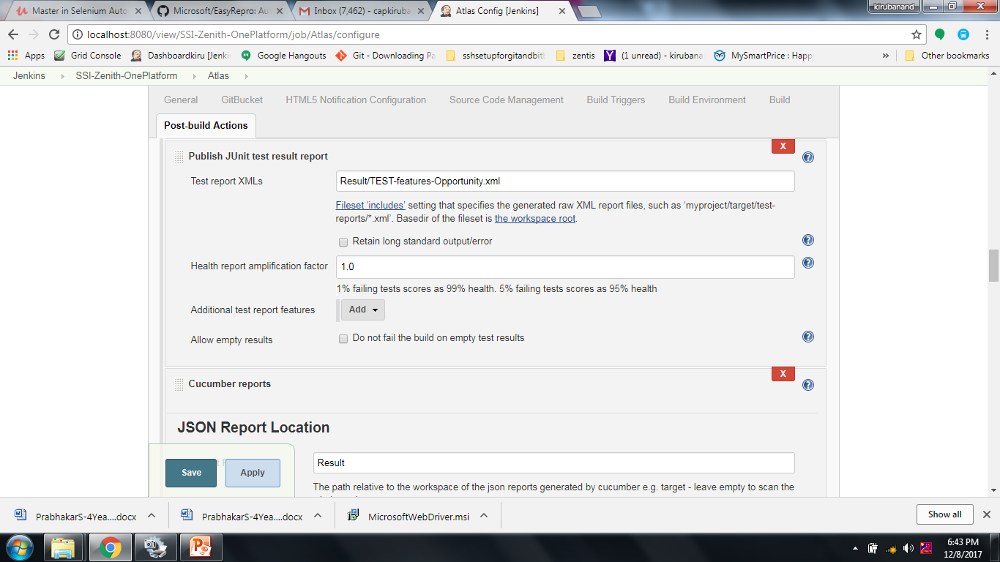 Master in Selenium Auto
Microsoft/EasyRepro: Au
Inbox (7,462) - capkiruba
Atlas Config [Jenkins]
kirubanand
localhost:8080/view/SSI-Zenith-OnePlatform/job/Atlas/configure
Apps
Grid Console
Dashboardkiru [Jenki
Google Hangouts
Git - Downloading Pa
sshsetupforgitandbitb
zentis
(1 unread) - kirubana
MySmartPrice : Happ
»
Other bookmarks
Jenkins
SSI-Zenith-OnePlatform
Atlas
General
GitBucket
HTML5 Notification Configuration
Source Code Management
Build Triggers
Build Environment
Build
Post-build Actions
X
Publish JUnit test result report
Test report XMLs
Result/TEST-features-Opportunity.xml
Fileset ‘includes’ setting that specifies the generated raw XML report files, such as ‘myproject/target/test-
reports/*.xml’. Basedir of the fileset is the workspace root.
Retain long standard output/error
Health report amplification factor
1.0
1% failing tests scores as 99% health. 5% failing tests scores as 95% health
Additional test report features
Add
Allow empty results
Do not fail the build on empty test results
X
Cucumber reports
JSON Report Location
Save
Apply
Result
The path relative to the workspace of the json reports generated by cucumber e.g. target - leave empty to scan the
PrabhakarS-4Yea....docx
PrabhakarS-4Yea....docx
MicrosoftWebDriver.msi
Show all
6:43 PM
12/8/2017